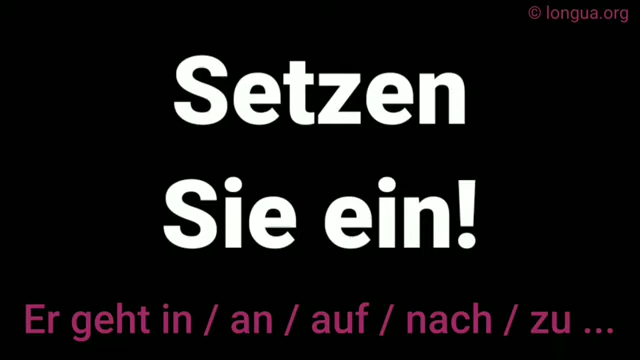 © longua.org
Setzen
Sie ein!
Er geht in / an / auf / nach / zu ...